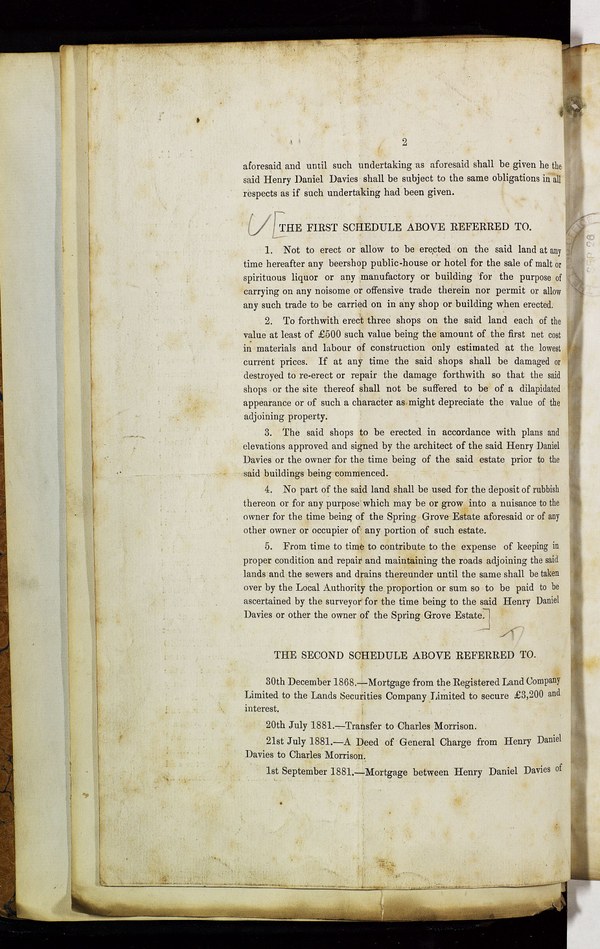 2
aforesaid and until such undertaking as aforesaid shall be given he the
said Henry Daniel Davies shall be subject to the same obligations in all
respects as if such undertaking had been given.
THE FIRST SCHEDULE ABOVE REFERRED TO.
1. Not to erect or allow to be erected on the said land at any
time hereafter any beershop public-house or hotel for the sale of malt or
spirituous liquor or any manufactory or building for the purpose of
carrying on any noisome or offensive trade therein nor permit or allow
any such trade to be carried on in any shop or building when erected.
2. To forthwith erect three shops on the said land each of the
value at least of £500 such value being the amount of the first net cost
in materials and labour of construction only estimated at the lowest
current prices. If at any time the said shops shall be damaged or
destroyed to re-erect or repair the damage forthwith so that the said
shops or the site thereof shall not be suffered to be of a dilapidated
appearance or of such a character as might depreciate the value of the
adjoining property.
3. The said shops to be erected in accordance with plans and
elevations approved and signed by the architect of the said Henry Daniel
Davies or the owner for the time being of the said estate prior to the
said buildings being commenced.
4. No part of the said land shall be used for the deposit of rubbish
thereon or for any purpose which may be or grow into a nuisance to the
owner for the time being of the Spring Grove Estate aforesaid or of any
other owner or occupier of any portion of such estate.
5. From time to time to contribute to the expense of keeping in
proper condition and repair and maintaining the roads adjoining the said
lands and the sewers and drains thereunder until the same shall be taken
over by the Local Authority the proportion or sum so to be paid to be
ascertained by the surveyor for the time being to the said Henry Daniel
Davies or other the owner of the Spring Grove Estate.]
THE SECOND SCHEDULE ABOVE REFERRED TO.
30th December 1868.—Mortgage from the Registered Land Company
Limited to the Lands Securities Company Limited to secure £3,200 and
interest.
20th July 1881.—Transfer to Charles Morrison.
21st July 1881.—A Deed of General Charge from Henry Daniel
Davies to Charles Morrison.
1st September 1881.—Mortgage between Henry Daniel Davies of